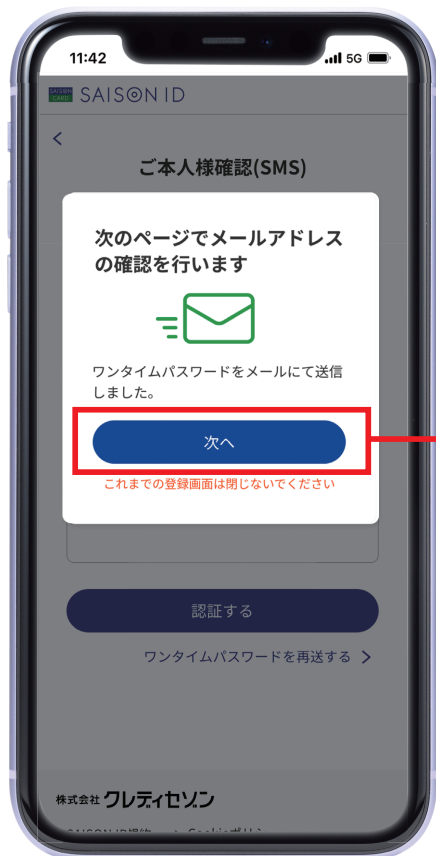 11:42
5G
SAISON CARD SAISON ID
ご本人様確認(SMS)
次のページでメールアドレス
の確認を行います
ワンタイムパスワードをメールにて送信
しました。
次へ
これまでの登録画面は閉じないでください
認証する
ワンタイムパスワードを再送する
株式会社 クレディセゾン